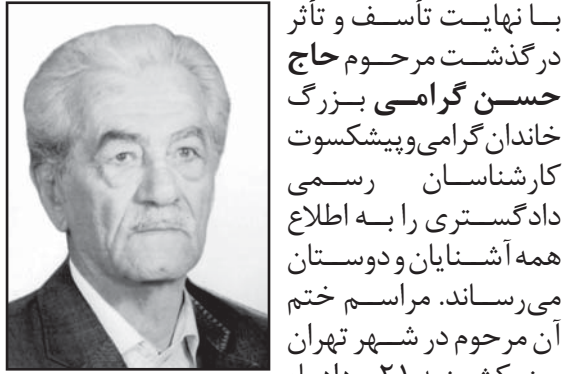 با نهایت تأسف و تأثر
درگذشت مرحوم حاج
حسن گرامی بزرگ
خاندان گرامی‌و پیشکسوت
کارشناسان رسمی
دادگستری را به اطلاع
همه آشنایان و دوستان
می‌رساند. مراسم ختم
آن مرحوم در شهر تهران
۲۱